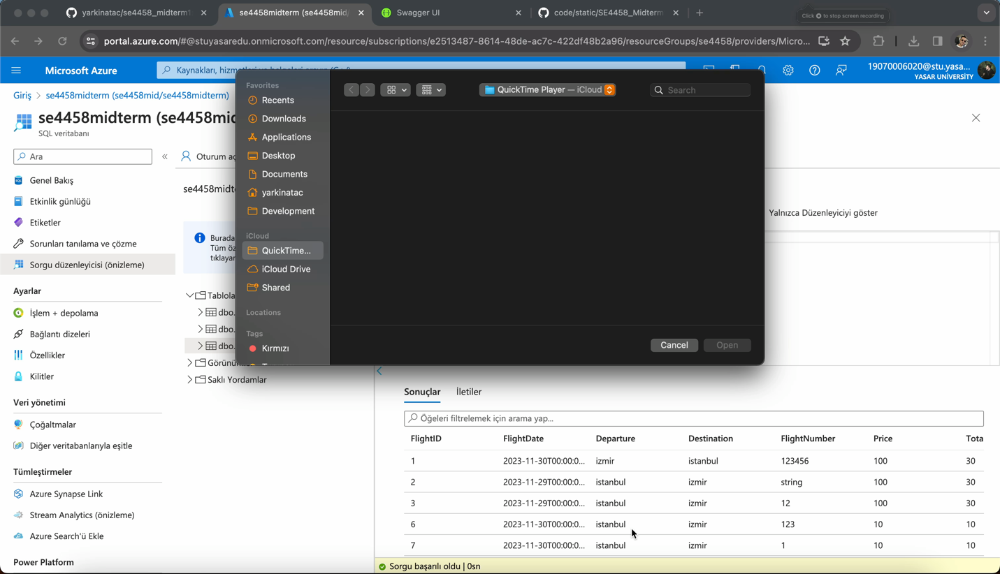 yarkinatac/se4458_midterm1
se4458midterm (se4458mid/
Swagger UI
code/static/SE4458_Midterm
Click to stop screen recording
portal.azure.com/#@stuyasaredu.onmicrosoft.com/resource/subscriptions/e2513487-8614-48de-ac7c-422df48b2a96/resourceGroups/se4458/providers/Micro...
Microsoft Azure
Kaynakları,
19070006020@stu.yasa...
YASAR UNIVERSITY
Giriş > se4458midterm (se4458mid/se4458midterm)
se4458midterm (se4458mid
SQL veritabanı
Ara
«
Oturum aç
Genel Bakış
Etkinlik günlüğü
Etiketler
Sorunları tanılama ve çözme
Sorgu düzenleyicisi (önizleme)
Ayarlar
İşlem + depolama
Bağlantı dizeleri
Özellikler
Kilitler
Veri yönetimi
Çoğaltmalar
Diğer veritabanlarıyla eşitle
Tümleştirmeler
Azure Synapse Link
Stream Analytics (önizleme)
Azure Search'ü Ekle
Power Platform
se4458midte
Burada
Tüm öz
tıklayar
Tablola
dbo.
dbo.
dbo.
Görünü
Saklı Yordamlar
Favorites
Recents
Downloads
Applications
Desktop
Documents
yarkinatac
Development
iCloud
QuickTime...
iCloud Drive
Shared
Locations
Tags
Kırmızı
QuickTime Player — iCloud
Search
Cancel
Open
Yalnızca Düzenleyiciyi göster
Sonuçlar
İletiler
Öğeleri filtrelemek için arama yap...
FlightID FlightDate Departure Destination FlightNumber Price Tota
1 2023-11-30T00:00:0... izmir istanbul 123456 100 30
2 2023-11-29T00:00:0... istanbul izmir string 100 30
3 2023-11-29T00:00:0... istanbul izmir 12 100 30
6 2023-11-30T00:00:0... istanbul izmir 123 10 10
7 2023-11-30T00:00:0... istanbul izmir 1 10 10
Sorgu başarılı oldu | 0sn